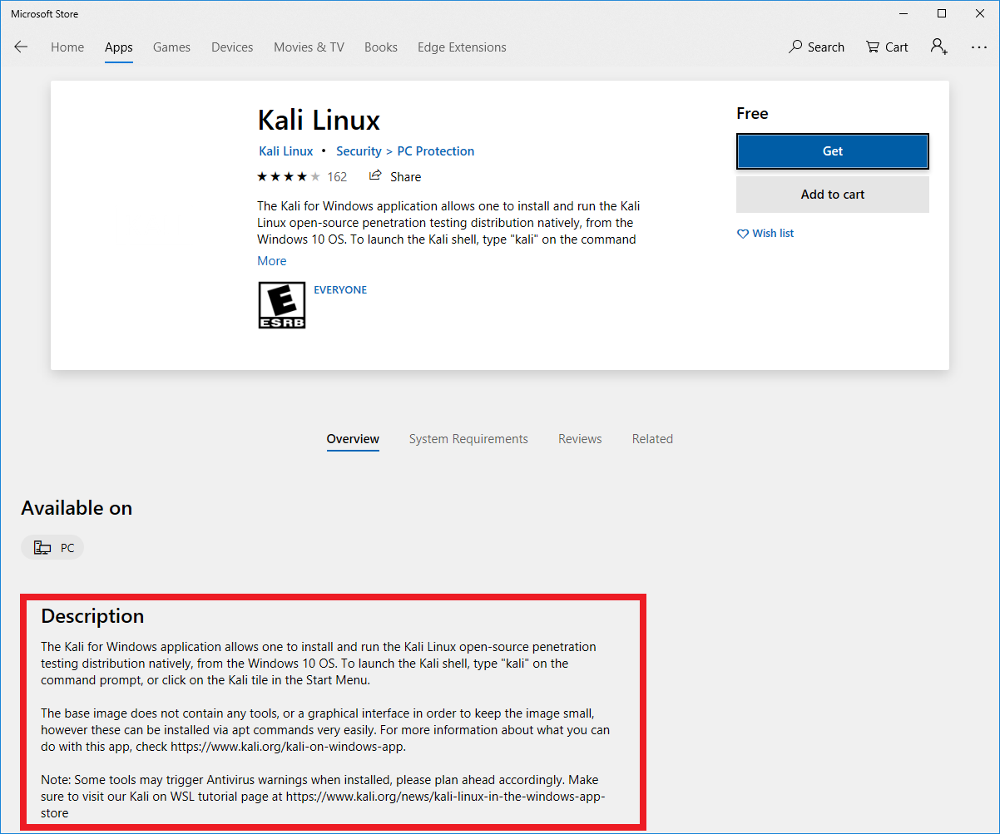 Microsoft Store
Home Apps Games Devices Movies & TV Books Edge Extensions Search Cart
Kali Linux
Kali Linux • Security > PC Protection
162 Share
The Kali for Windows application allows one to install and run the Kali
Linux open-source penetration testing distribution natively, from the
Windows 10 OS. To launch the Kali shell, type "kali" on the command
More
E
ESRB
EVERYONE
Free
Get
Add to cart
Wish list
Overview System Requirements Reviews Related
Available on
PC
Description
The Kali for Windows application allows one to install and run the Kali Linux open-source penetration
testing distribution natively, from the Windows 10 OS. To launch the Kali shell, type "kali" on the
command prompt, or click on the Kali tile in the Start Menu.
The base image does not contain any tools, or a graphical interface in order to keep the image small,
however these can be installed via apt commands very easily. For more information about what you can
do with this app, check https://www.kali.org/kali-on-windows-app.
Note: Some tools may trigger Antivirus warnings when installed, please plan ahead accordingly. Make
sure to visit our Kali on WSL tutorial page at https://www.kali.org/news/kali-linux-in-the-windows-app-
store